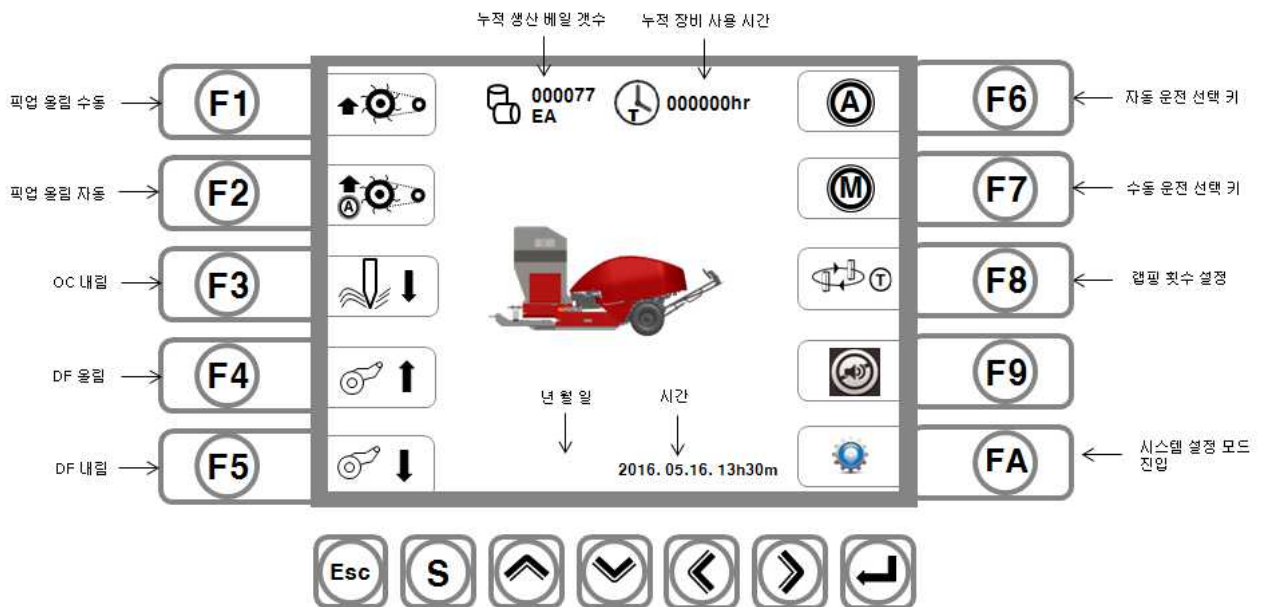 누적 생산 베일 갯수
누적 장비 사용 시간
픽업 올림 수동
F1
000077
EA
T
000000hr
A
F6
자동 운전 선택 키
픽업 올림 자동
F2
A
M
F7
수동 운전 선택 키
OC 내림
F3
T
F8
랩핑 횟수 설정
DF 올림
F4
F9
년 월 일
시간
DF 내림
F5
2016. 05.16. 13h30m
FA
시스템 설정 모드
진입
Esc
S